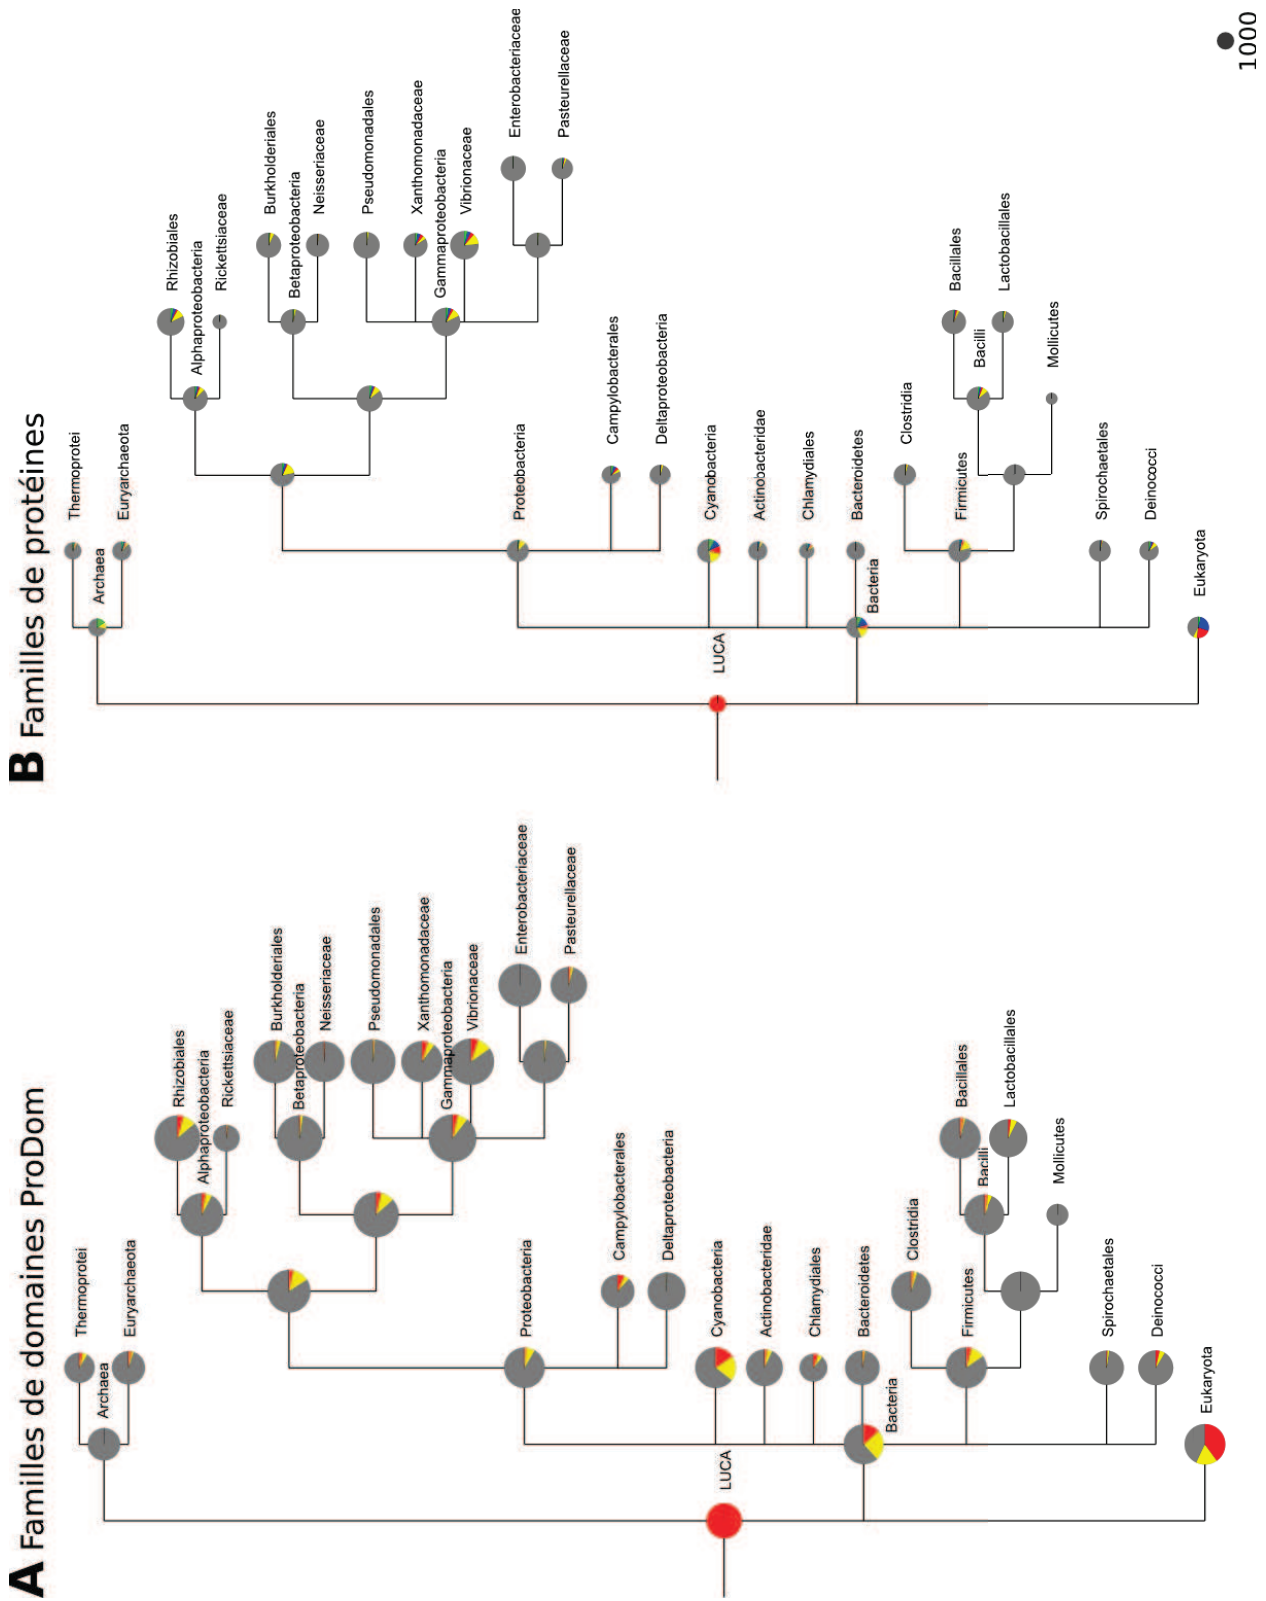 A Familles de domaines ProDom
Thermoprotei
Archaea
Euryarchaeota
Rhizobiales
Alphaproteobacteria
Rickettsiaceae
Burkholderiales
Betaproteobacteria
Neisseriaceae
Pseudomonadales
Xanthomonadaceae
Gammaproteobacteria
Vibrionaceae
Enterobacteriaceae
Pasteurellaceae
Proteobacteria
Campylobacterales
Deltaproteobacteria
Cyanobacteria
LUCA
Actinobacteridae
Chlamydiales
Bacteroidetes
Bacteria
Clostridia
Firmicutes
Bacillales
Bacilli
Lactobacillales
Mollicutes
Spirochaetales
Deinococci
Eukaryota
B Familles de protéines
Thermoprotei
Archaea
Euryarchaeota
Rhizobiales
Alphaproteobacteria
Rickettsiaceae
Burkholderiales
Betaproteobacteria
Neisseriaceae
Pseudomonadales
Xanthomonadaceae
Gammaproteobacteria
Vibrionaceae
Enterobacteriaceae
Pasteurellaceae
Proteobacteria
Campylobacterales
Deltaproteobacteria
Cyanobacteria
LUCA
Actinobacteridae
Chlamydiales
Bacteroidetes
Bacteria
Clostridia
Firmicutes
Bacillales
Bacilli
Lactobacillales
Mollicutes
Spirochaetales
Deinococci
Eukaryota
1000